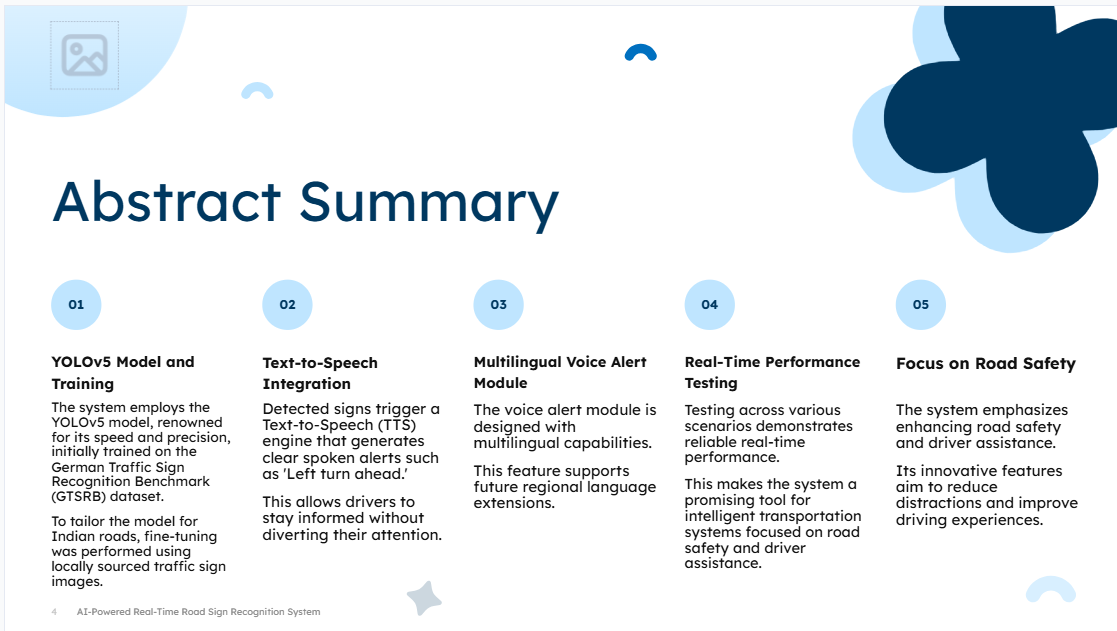 Abstract Summary
01
YOLOv5 Model and
Training
The system employs the
YOLOv5 model, renowned
for its speed and precision,
initially trained on the
German Traffic Sign
Recognition Benchmark
(GTSRB) dataset.
To tailor the model for
Indian roads, fine-tuning
was performed using
locally sourced traffic sign
images.
02
Text-to-Speech
Integration
Detected signs trigger a
Text-to-Speech (TTS)
engine that generates
clear spoken alerts such
as 'Left turn ahead.'
This allows drivers to
stay informed without
diverting their attention.
03
Multilingual Voice Alert
Module
The voice alert module is
designed with
multilingual capabilities.
This feature supports
future regional language
extensions.
04
Real-Time Performance
Testing
Testing across various
scenarios demonstrates
reliable real-time
performance.
This makes the system a
promising tool for
intelligent transportation
systems focused on road
safety and driver
assistance.
05
Focus on Road Safety
The system emphasizes
enhancing road safety
and driver assistance.
Its innovative features
aim to reduce
distractions and improve
driving experiences.
4 AI-Powered Real-Time Road Sign Recognition System